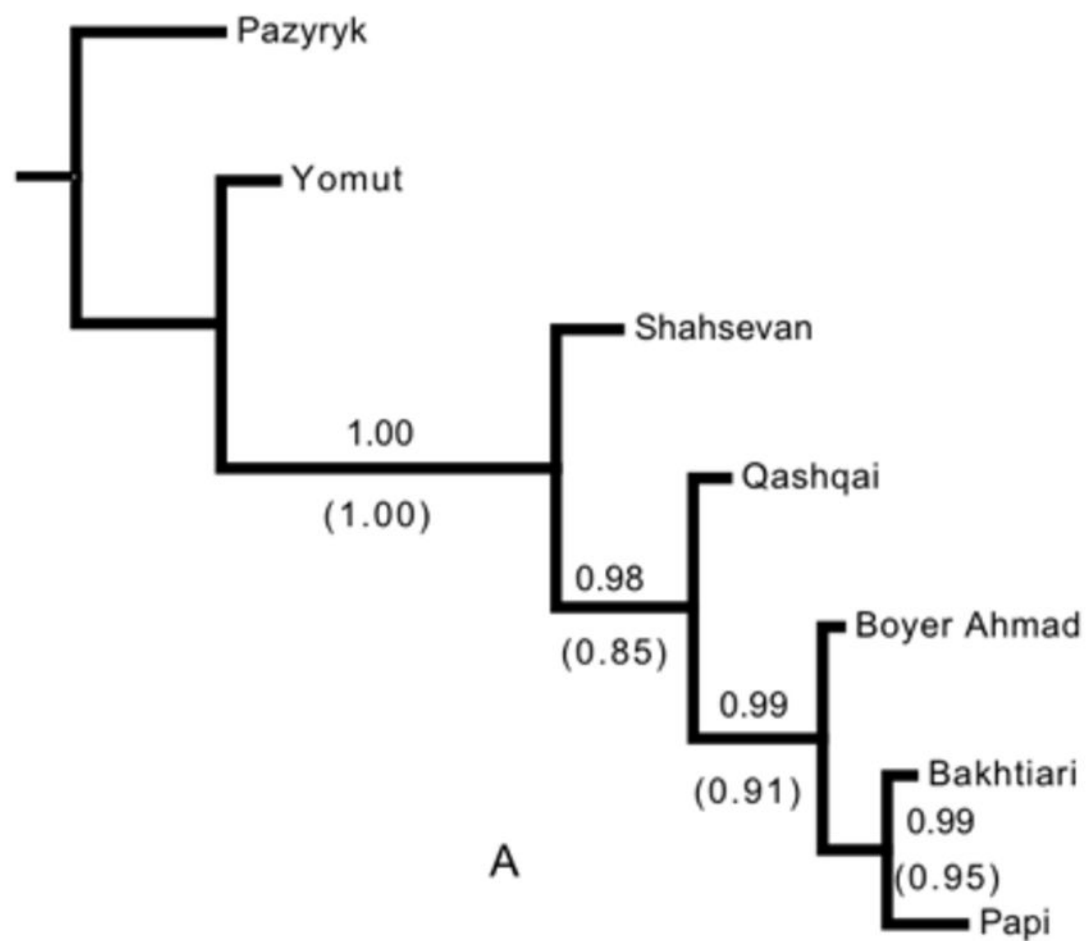 Pazyryk
Yomut
Shahsevan
1.00
Qashqai
(1.00)
0.98
Boyer Ahmad
(0.85)
0.99
Bakhtiari
(0.91)
0.99
A
(0.95)
Papi